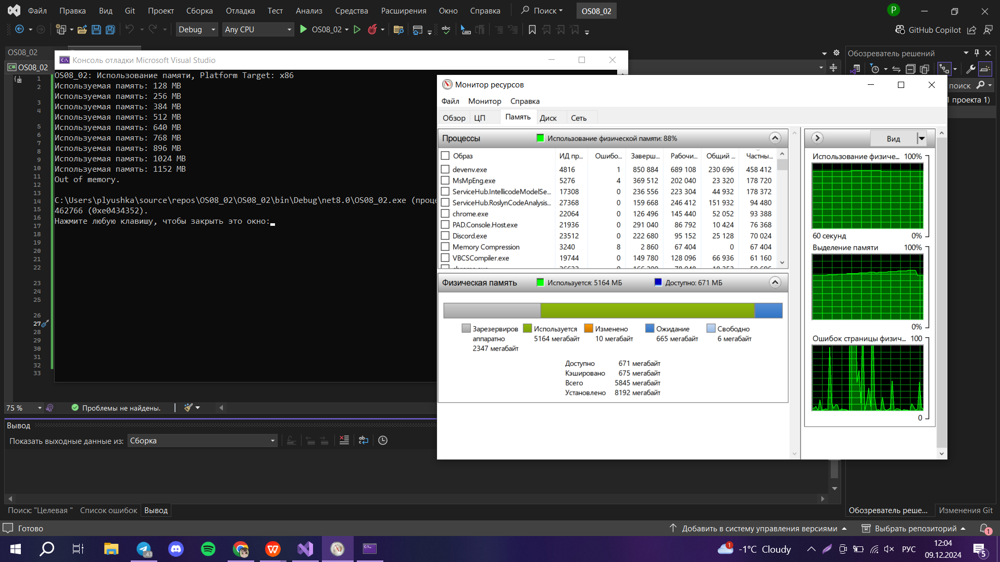 Файл Правка Вид Git Проект Сборка Отладка Тест Анализ Средства Расширения Окно Справка Поиск OS08_02 P
Debug Any CPU OS08_02 abc GitHub Copilot
OS08_02
C# OS08_02
Консоль отладки Microsoft Visual Studio
OS08_02: Использование памяти, Platform Target: x86
Используемая память: 128 MB
Используемая память: 256 MB
Используемая память: 384 MB
Используемая память: 512 MB
Используемая память: 640 MB
Используемая память: 768 MB
Используемая память: 896 MB
Используемая память: 1024 MB
Используемая память: 1152 MB
Out of memory.
C:\Users\plyushka\source\repos\OS08_02\OS08_02\bin\Debug\net8.0\OS08_02.exe (проце
462766 (0xe0434352).
Нажмите любую клавишу, чтобы закрыть это окно:
1
2
3
4
5
6
7
8
9
10
11
12
13
14
15
16
17
18
19
20
21
22
23
24
25
26
27
28
29
30
31
32
33
Монитор ресурсов
Файл Монитор Справка
Обзор ЦП Память Диск Сеть
Процессы Использование физической памяти: 88%
Образ ИД пр... Ошибо... Заверш... Рабочи... Общий ... Частны...
devenv.exe 4816 1 850 884 689 108 230 696 458 412
MsMpEng.exe 5276 4 369 512 202 040 23 320 178 720
ServiceHub.IntellicodeModelSe... 17308 0 236 556 223 304 44 932 178 372
ServiceHub.RoslynCodeAnalysis... 27368 0 159 668 246 412 151 932 94 480
chrome.exe 22064 0 126 496 145 440 52 052 93 388
PAD.Console.Host.exe 21936 0 291 040 86 792 10 424 76 368
Discord.exe 23512 0 222 680 95 152 25 128 70 024
Memory Compression 3240 8 2 860 67 404 0 67 404
VBCSCompiler.exe 19744 0 149 780 128 096 66 936 61 160
Физическая память Используется: 5164 МБ Доступно: 671 МБ
Зарезервиров Используется Изменено Ожидание Свободно
аппаратно 5164 мегабайт 10 мегабайт 665 мегабайт 6 мегабайт
2347 мегабайт
Доступно 671 мегабайт
Кэшировано 675 мегабайт
Всего 5845 мегабайт
Установлено 8192 мегабайт
Вид
Использование физиче... 100%
60 секунд 0%
Выделение памяти 100%
0%
Ошибок страницы физич... 100
0
Обозреватель решений
поиск
1 проекта 1)
75 % Проблемы не найдены.
Вывод
Показать выходные данные из: Сборка
Поиск: "Целевая " Список ошибок Вывод
Обозреватель реше... Изменения Git
Готово Добавить в систему управления версиями Выбрать репозиторий 1
43 W C:\ 1 -1°C Cloudy РУС 12:04
09.12.2024 5